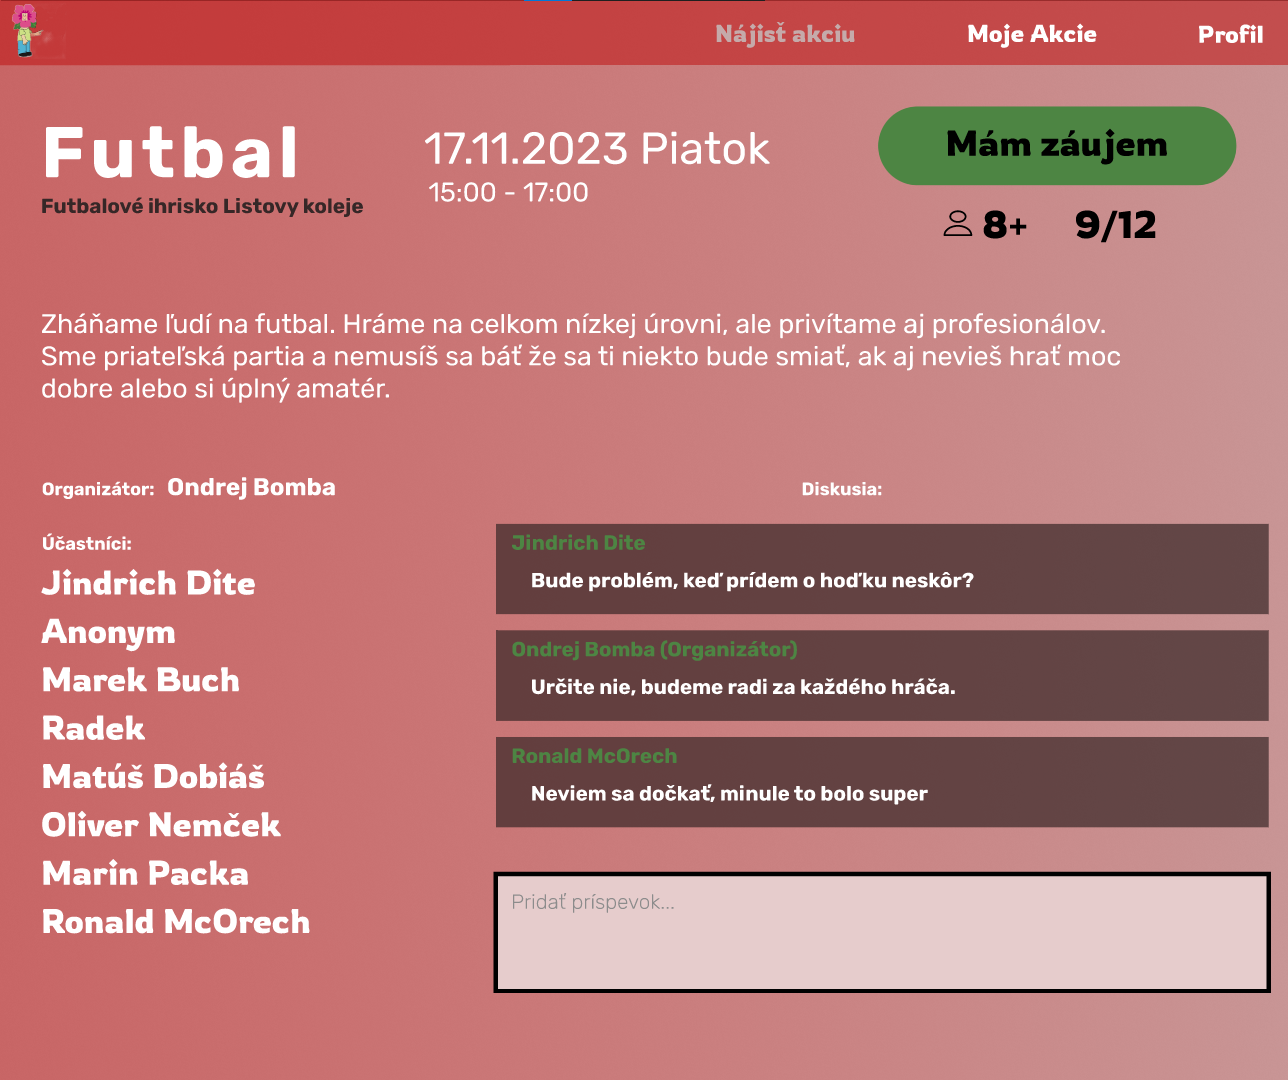 Nájisť akciu
Moje Akcie
Profil
Futbal
Futbalové ihrisko Listovy koleje
17.11.2023 Piatok
15:00 - 17:00
Mám záujem
8+
9/12
Zháňame ľudí na futbal. Hráme na celkom nízkej úrovni, ale privítame aj profesionálov.
Sme priateľská partia a nemusíš sa báť že sa ti niekto bude smiať, ak aj nevieš hrať moc
dobre alebo si úplný amatér.
Organizátor: Ondrej Bomba
Účastníci:
Jindrich Dite
Anonym
Marek Buch
Radek
Matúš Dobiáš
Oliver Nemček
Marin Packa
Ronald McOrech
Diskusia:
Jindrich Dite
Bude problém, keď prídem o hoďku neskôr?
Ondrej Bomba (Organizátor)
Určite nie, budeme radi za každého hráča.
Ronald McOrech
Neviem sa dočkať, minule to bolo super
Pridať príspevok...